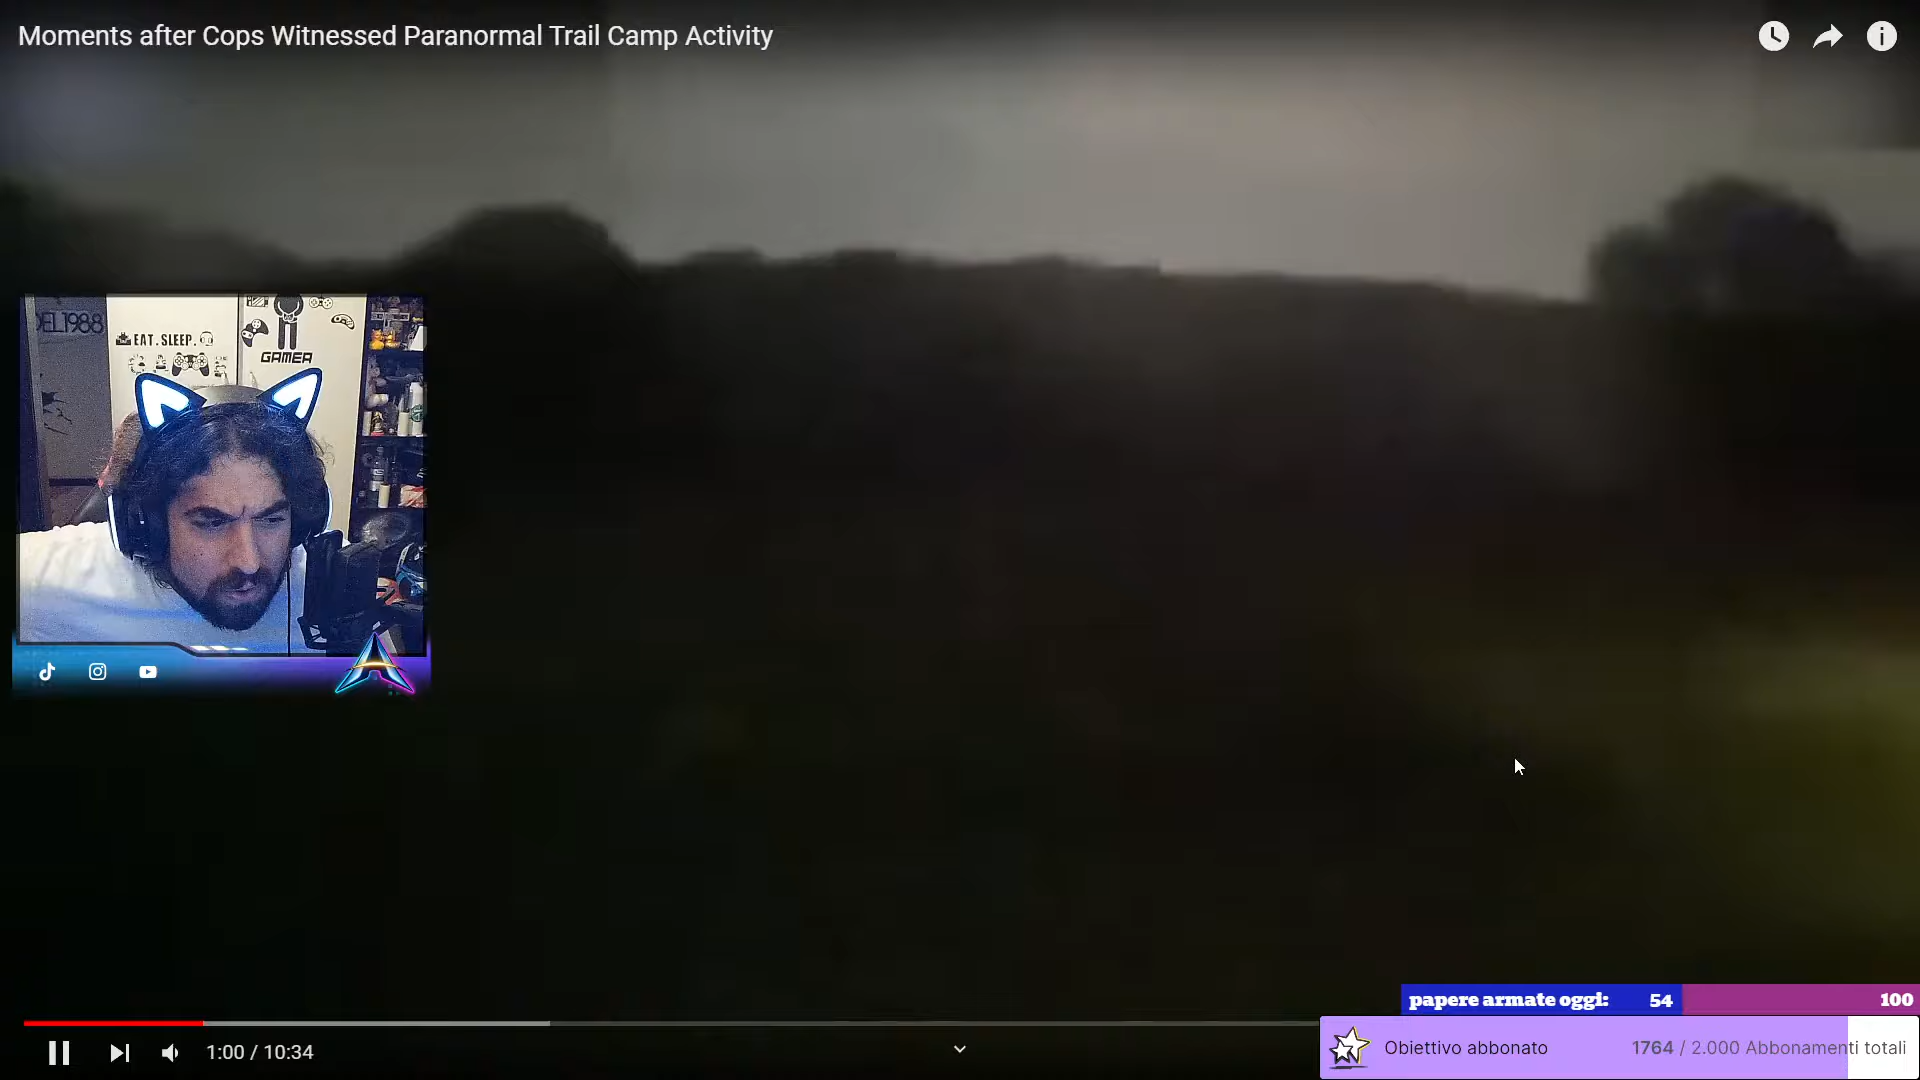 Moments after Cops Witnessed Paranormal Trail Camp Activity
EL1988
EAT.SLEEP.
GAMER
papere armate oggi: 54 100
1:00 / 10:34
Obiettivo abbonato 1764 / 2.000 Abbonamenti totali